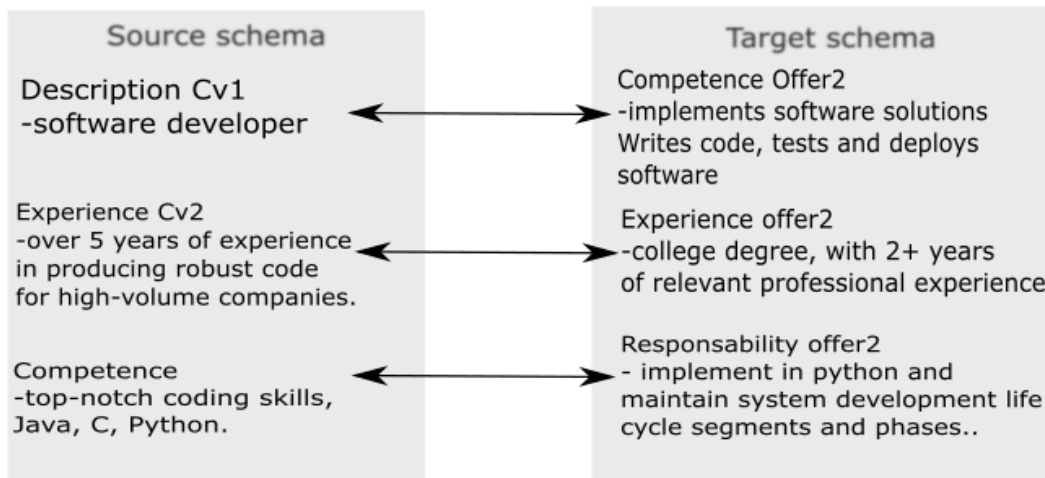 Source schema
Description Cv1
-software developer
Experience Cv2
-over 5 years of experience
in producing robust code
for high-volume companies.
Competence
-top-notch coding skills,
Java, C, Python.
Target schema
Competence Offer2
-implements software solutions
Writes code, tests and deploys
software
Experience offer2
-college degree, with 2+ years
of relevant professional experience
Responsability offer2
- implement in python and
maintain system development life
cycle segments and phases..